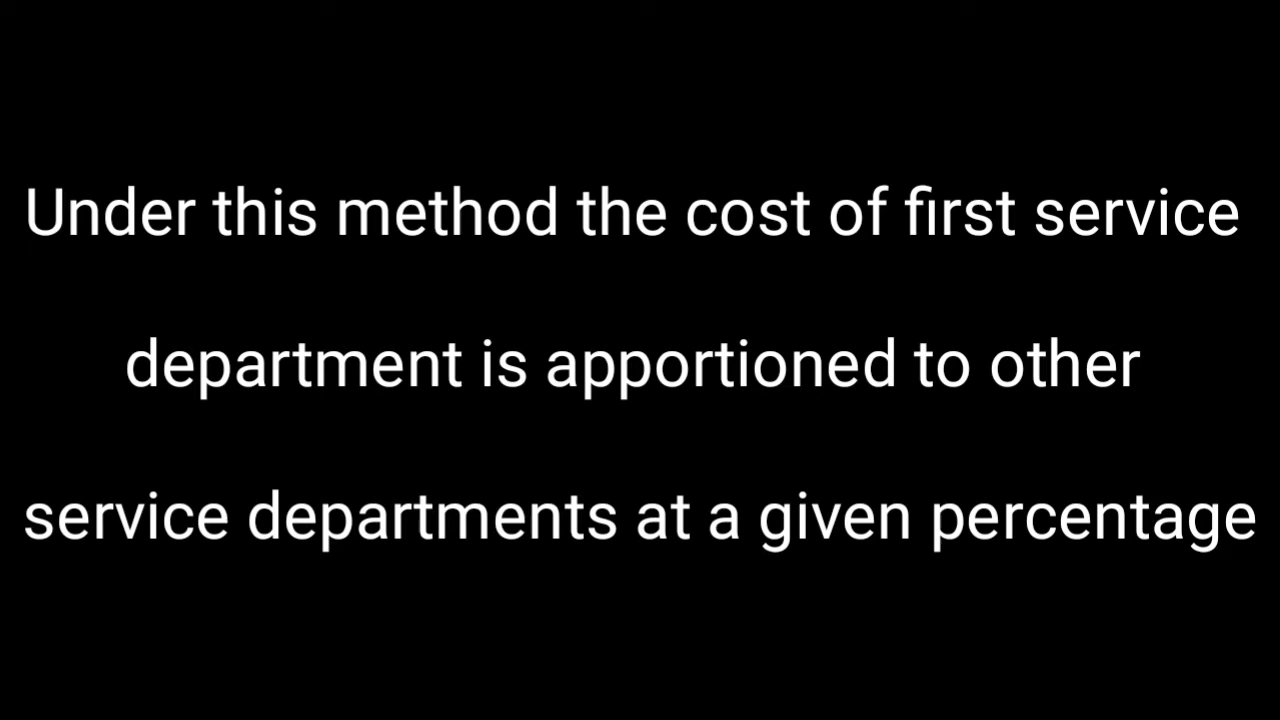 Under this method the cost of first service
department is apportioned to other
service departments at a given percentage